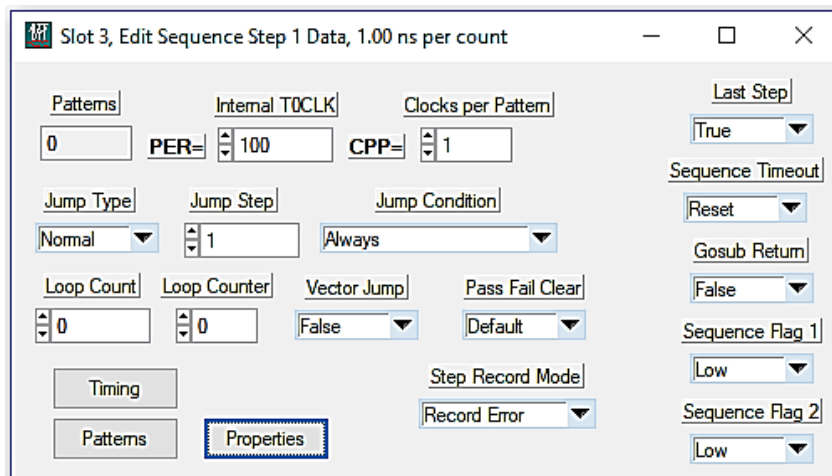 Slot 3, Edit Sequence Step 1 Data, 1.00 ns per count
Patterns Internal T0CLK Clocks per Pattern Last Step
0 PER= 100 CPP= 1 True
Sequence Timeout
Jump Type Jump Step Jump Condition Reset
Normal 1 Always
Gosub Return
Loop Count Loop Counter Vector Jump Pass Fail Clear False
0 0 False Default
Sequence Flag 1
Timing Step Record Mode Low
Record Error Sequence Flag 2
Patterns Properties Low